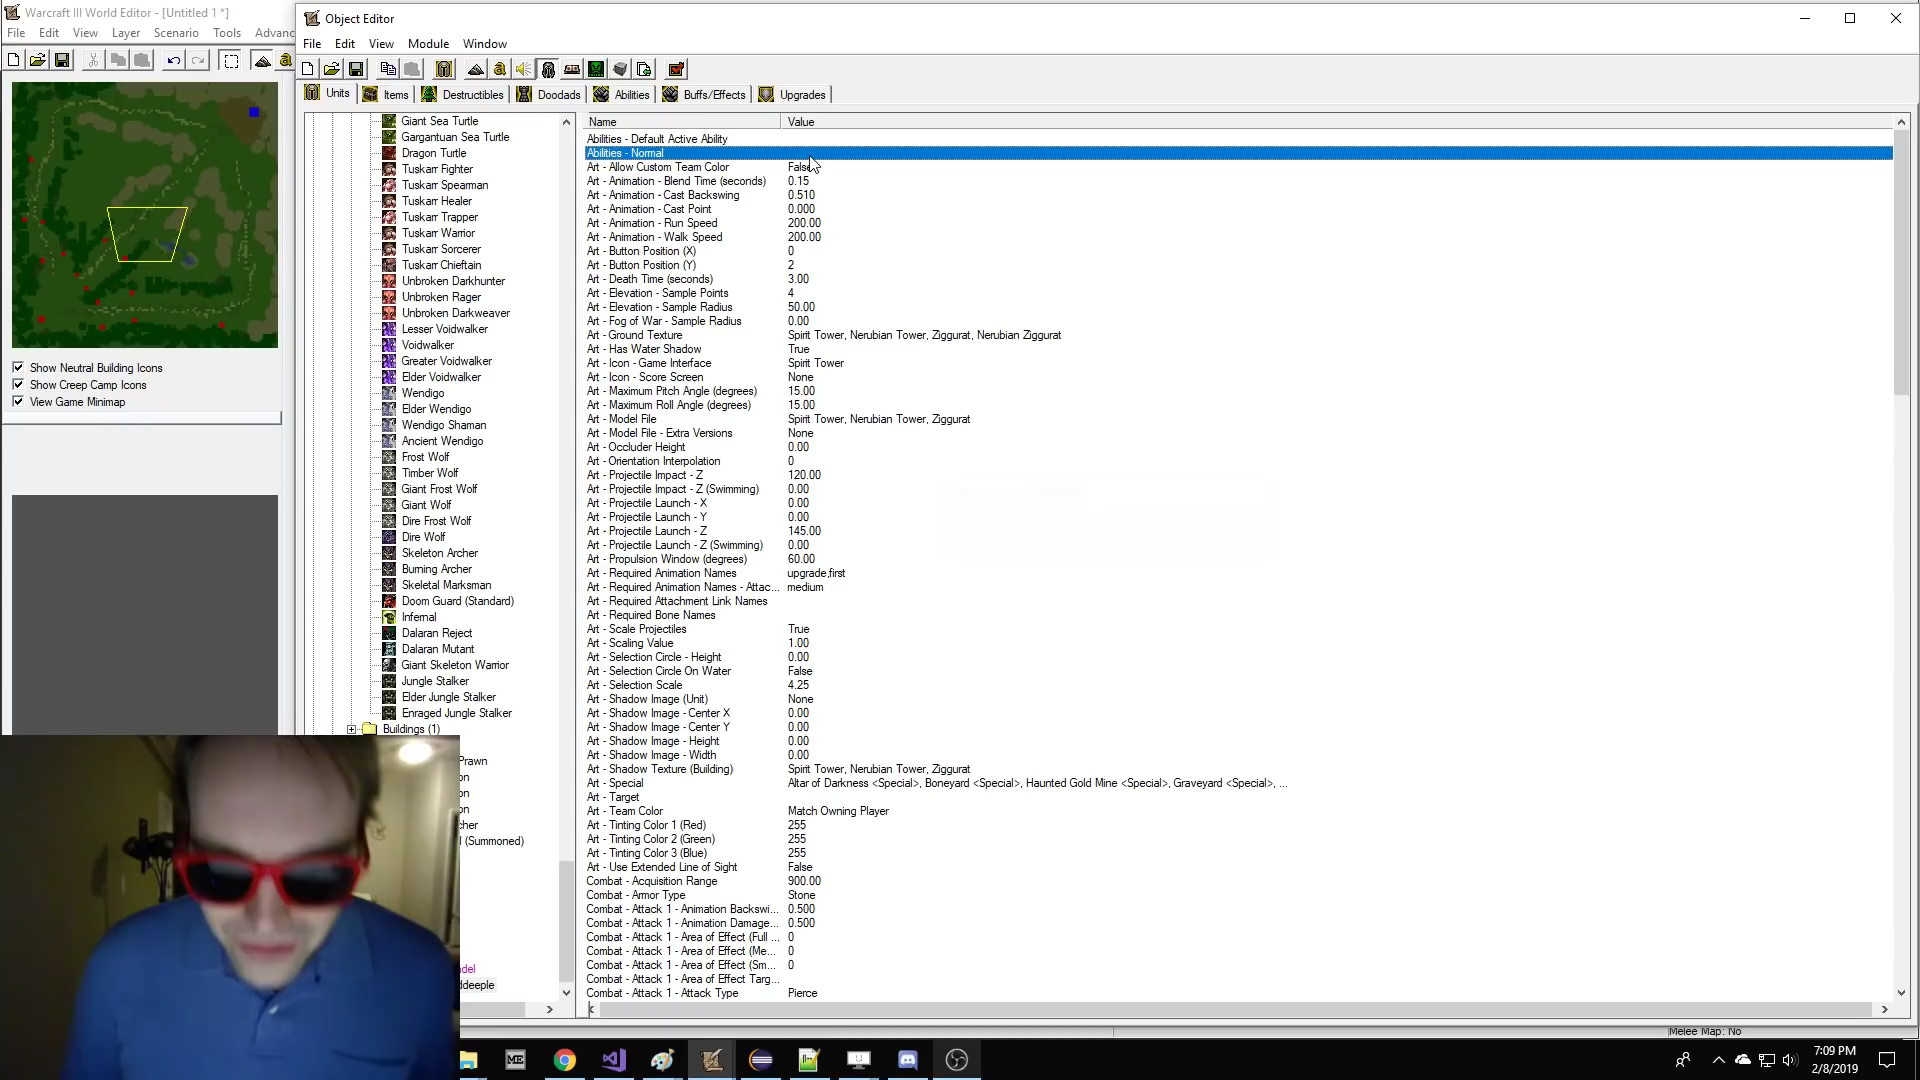 Warcraft III World Editor - [Untitled 1 *]
File Edit View Layer Scenario Tools Advanc
Show Neutral Building Icons
Show Creep Camp Icons
View Game Minimap
Object Editor
File Edit View Module Window
Units Items Destructibles Doodads Abilities Buffs/Effects Upgrades
Giant Sea Turtle
Gargantuan Sea Turtle
Dragon Turtle
Tuskarr Fighter
Tuskarr Spearman
Tuskarr Healer
Tuskarr Trapper
Tuskarr Warrior
Tuskarr Sorcerer
Tuskarr Chieftain
Unbroken Darkhunter
Unbroken Rager
Unbroken Darkweaver
Lesser Voidwalker
Voidwalker
Greater Voidwalker
Elder Voidwalker
Wendigo
Elder Wendigo
Wendigo Shaman
Ancient Wendigo
Frost Wolf
Timber Wolf
Giant Frost Wolf
Giant Wolf
Dire Frost Wolf
Dire Wolf
Skeleton Archer
Burning Archer
Skeletal Marksman
Doom Guard (Standard)
Infernal
Dalaran Reject
Dalaran Mutant
Giant Skeleton Warrior
Jungle Stalker
Elder Jungle Stalker
Enraged Jungle Stalker
Buildings (1)
Prawn
on
on
on
cher
l (Summoned)
del
ddeeple
Name Value
Abilities - Default Active Ability
Abilities - Normal
Art - Allow Custom Team Color False
Art - Animation - Blend Time (seconds) 0.15
Art - Animation - Cast Backswing 0.510
Art - Animation - Cast Point 0.000
Art - Animation - Run Speed 200.00
Art - Animation - Walk Speed 200.00
Art - Button Position (X) 0
Art - Button Position (Y) 2
Art - Death Time (seconds) 3.00
Art - Elevation - Sample Points 4
Art - Elevation - Sample Radius 50.00
Art - Fog of War - Sample Radius 0.00
Art - Ground Texture Spirit Tower, Nerubian Tower, Ziggurat, Nerubian Ziggurat
Art - Has Water Shadow True
Art - Icon - Game Interface Spirit Tower
Art - Icon - Score Screen None
Art - Maximum Pitch Angle (degrees) 15.00
Art - Maximum Roll Angle (degrees) 15.00
Art - Model File Spirit Tower, Nerubian Tower, Ziggurat
Art - Model File - Extra Versions None
Art - Occluder Height 0.00
Art - Orientation Interpolation 0
Art - Projectile Impact - Z 120.00
Art - Projectile Impact - Z (Swimming) 0.00
Art - Projectile Launch - X 0.00
Art - Projectile Launch - Y 0.00
Art - Projectile Launch - Z 145.00
Art - Projectile Launch - Z (Swimming) 0.00
Art - Propulsion Window (degrees) 60.00
Art - Required Animation Names upgrade,first
Art - Required Animation Names - Attac... medium
Art - Required Attachment Link Names
Art - Required Bone Names
Art - Scale Projectiles True
Art - Scaling Value 1.00
Art - Selection Circle - Height 0.00
Art - Selection Circle On Water False
Art - Selection Scale 4.25
Art - Shadow Image (Unit) None
Art - Shadow Image - Center X 0.00
Art - Shadow Image - Center Y 0.00
Art - Shadow Image - Height 0.00
Art - Shadow Image - Width 0.00
Art - Shadow Texture (Building) Spirit Tower, Nerubian Tower, Ziggurat
Art - Special Altar of Darkness <Special>, Boneyard <Special>, Haunted Gold Mine <Special>, Graveyard <Special>, ...
Art - Target
Art - Team Color Match Owning Player
Art - Tinting Color 1 (Red) 255
Art - Tinting Color 2 (Green) 255
Art - Tinting Color 3 (Blue) 255
Art - Use Extended Line of Sight False
Combat - Acquisition Range 900.00
Combat - Armor Type Stone
Combat - Attack 1 - Animation Backswi... 0.500
Combat - Attack 1 - Animation Damage... 0.500
Combat - Attack 1 - Area of Effect (Full ... 0
Combat - Attack 1 - Area of Effect (Me... 0
Combat - Attack 1 - Area of Effect (Sm... 0
Combat - Attack 1 - Area of Effect Targ...
Combat - Attack 1 - Attack Type Pierce
Melee Map: No
ME
7:09 PM
2/8/2019